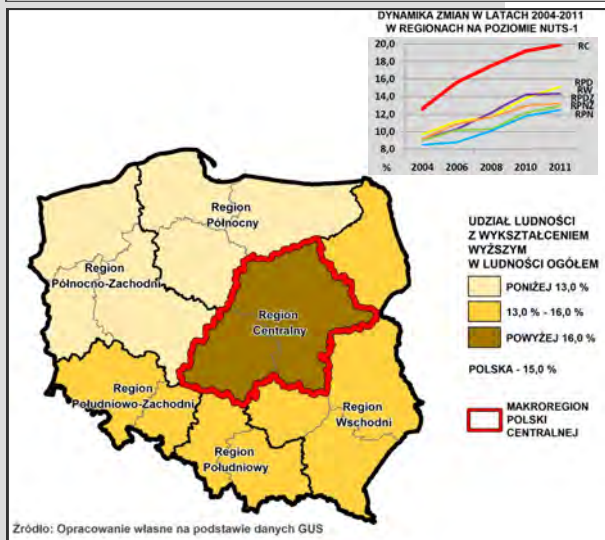 DYNAMIKA ZMIAN W LATACH 2004-2011
W REGIONACH NA POZIOMIE NUTS-1
20,0
18,0
16,0
14,0
12,0
10,0
8,0
% 2004 2006 2008 2010 2011
RC
RPD
RW
RPDZ
RPNZ
RPN
Region
Północny
Region
Północno-Zachodni
Region
Centralny
Region
Południowo-Zachodni
Region
Wschodni
Region
Południowy
UDZIAŁ LUDNOŚCI
Z WYKSZTAŁCENIEM
WYŻSZYM
W LUDNOŚCI OGÓŁEM
PONIŻEJ 13,0 %
13,0 % - 16,0 %
POWYŻEJ 16,0 %
POLSKA - 15,0 %
MAKROREGION
POLSKI
CENTRALNEJ
Źródło: Opracowanie własne na podstawie danych GUS